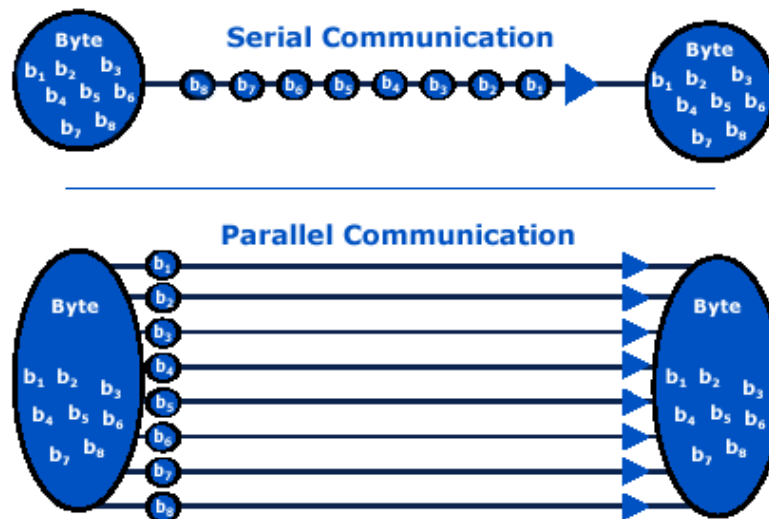 Serial Communication
Byte
b1 b2 b3
b4 b5 b6
b7 b8
b8 b7 b6 b5 b4 b3 b2 b1
Byte
b1 b2 b3
b4 b5 b6
b7 b8
Parallel Communication
Byte
b1 b2 b3
b4 b5 b6
b7 b8
b1
b2
b3
b4
b5
b6
b7
b8
Byte
b1 b2 b3
b4 b5 b6
b7 b8